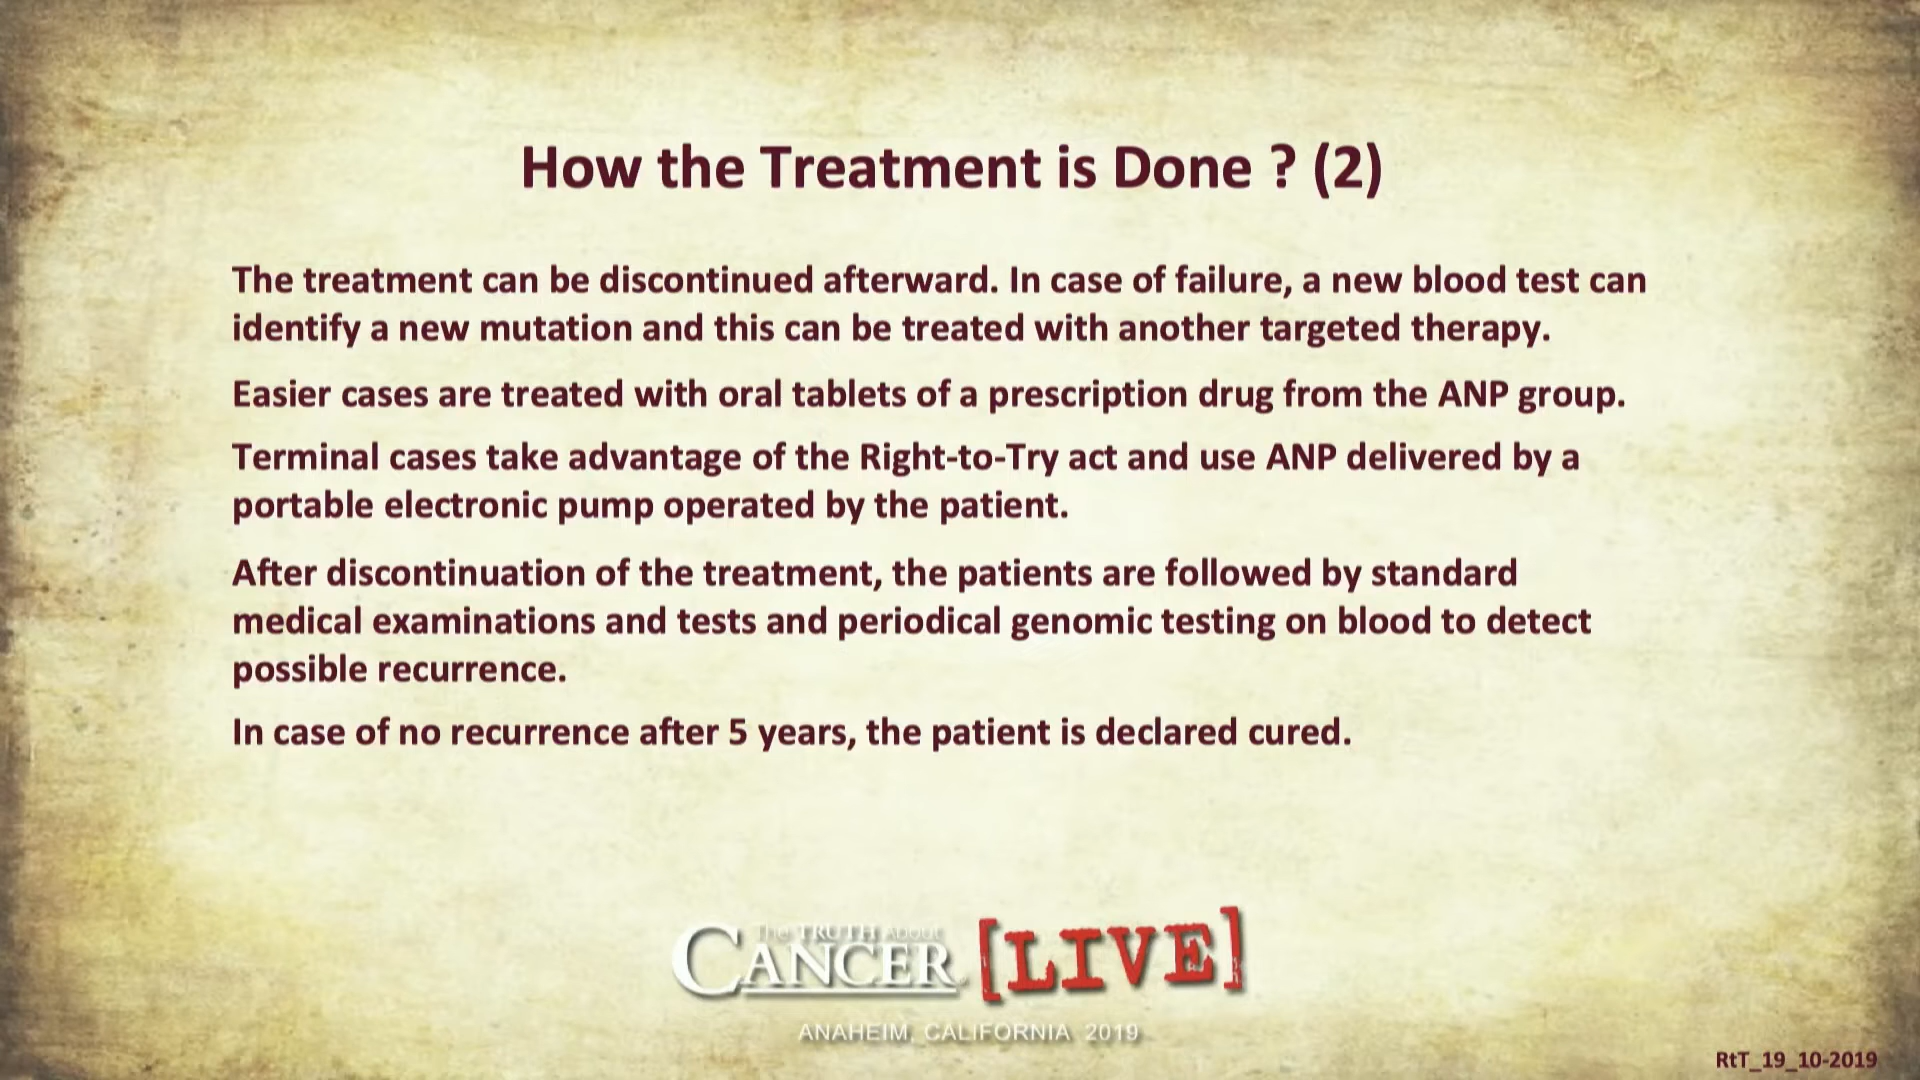 How the Treatment is Done ? (2)
The treatment can be discontinued afterward. In case of failure, a new blood test can
identify a new mutation and this can be treated with another targeted therapy.
Easier cases are treated with oral tablets of a prescription drug from the ANP group.
Terminal cases take advantage of the Right-to-Try act and use ANP delivered by a
portable electronic pump operated by the patient.
After discontinuation of the treatment, the patients are followed by standard
medical examinations and tests and periodical genomic testing on blood to detect
possible recurrence.
In case of no recurrence after 5 years, the patient is declared cured.
The TRUTH About
CANCER [LIVE]
ANAHEIM, CALIFORNIA 2019
RtT_19_10-2019